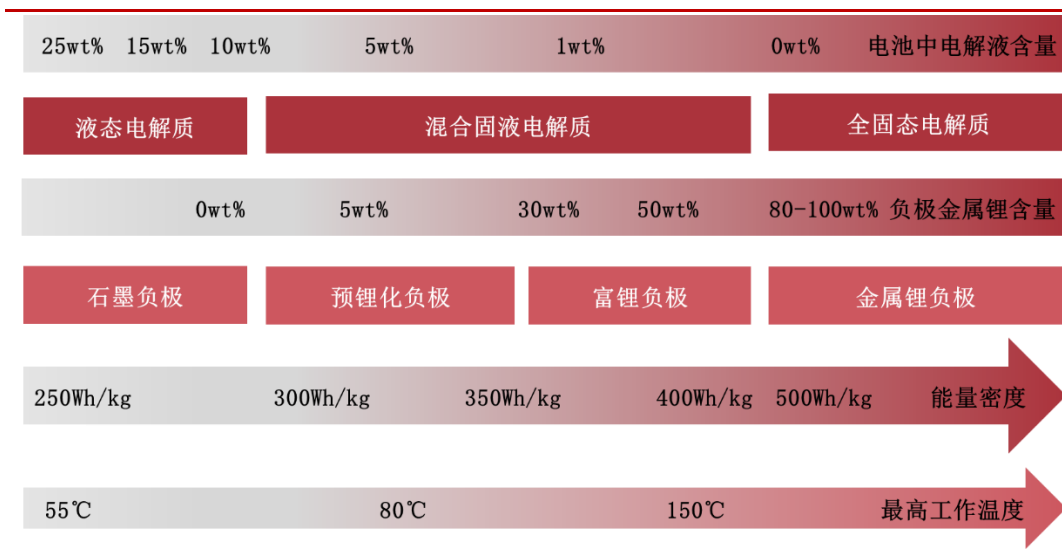 25wt% 15wt% 10wt% 5wt% 1wt% 0wt% 电池中电解液含量
液态电解质 混合固液电解质 全固态电解质
0wt% 5wt% 30wt% 50wt% 80-100wt% 负极金属锂含量
石墨负极 预锂化负极 富锂负极 金属锂负极
250Wh/kg 300Wh/kg 350Wh/kg 400Wh/kg 500Wh/kg 能量密度
55℃ 80℃ 150℃ 最高工作温度